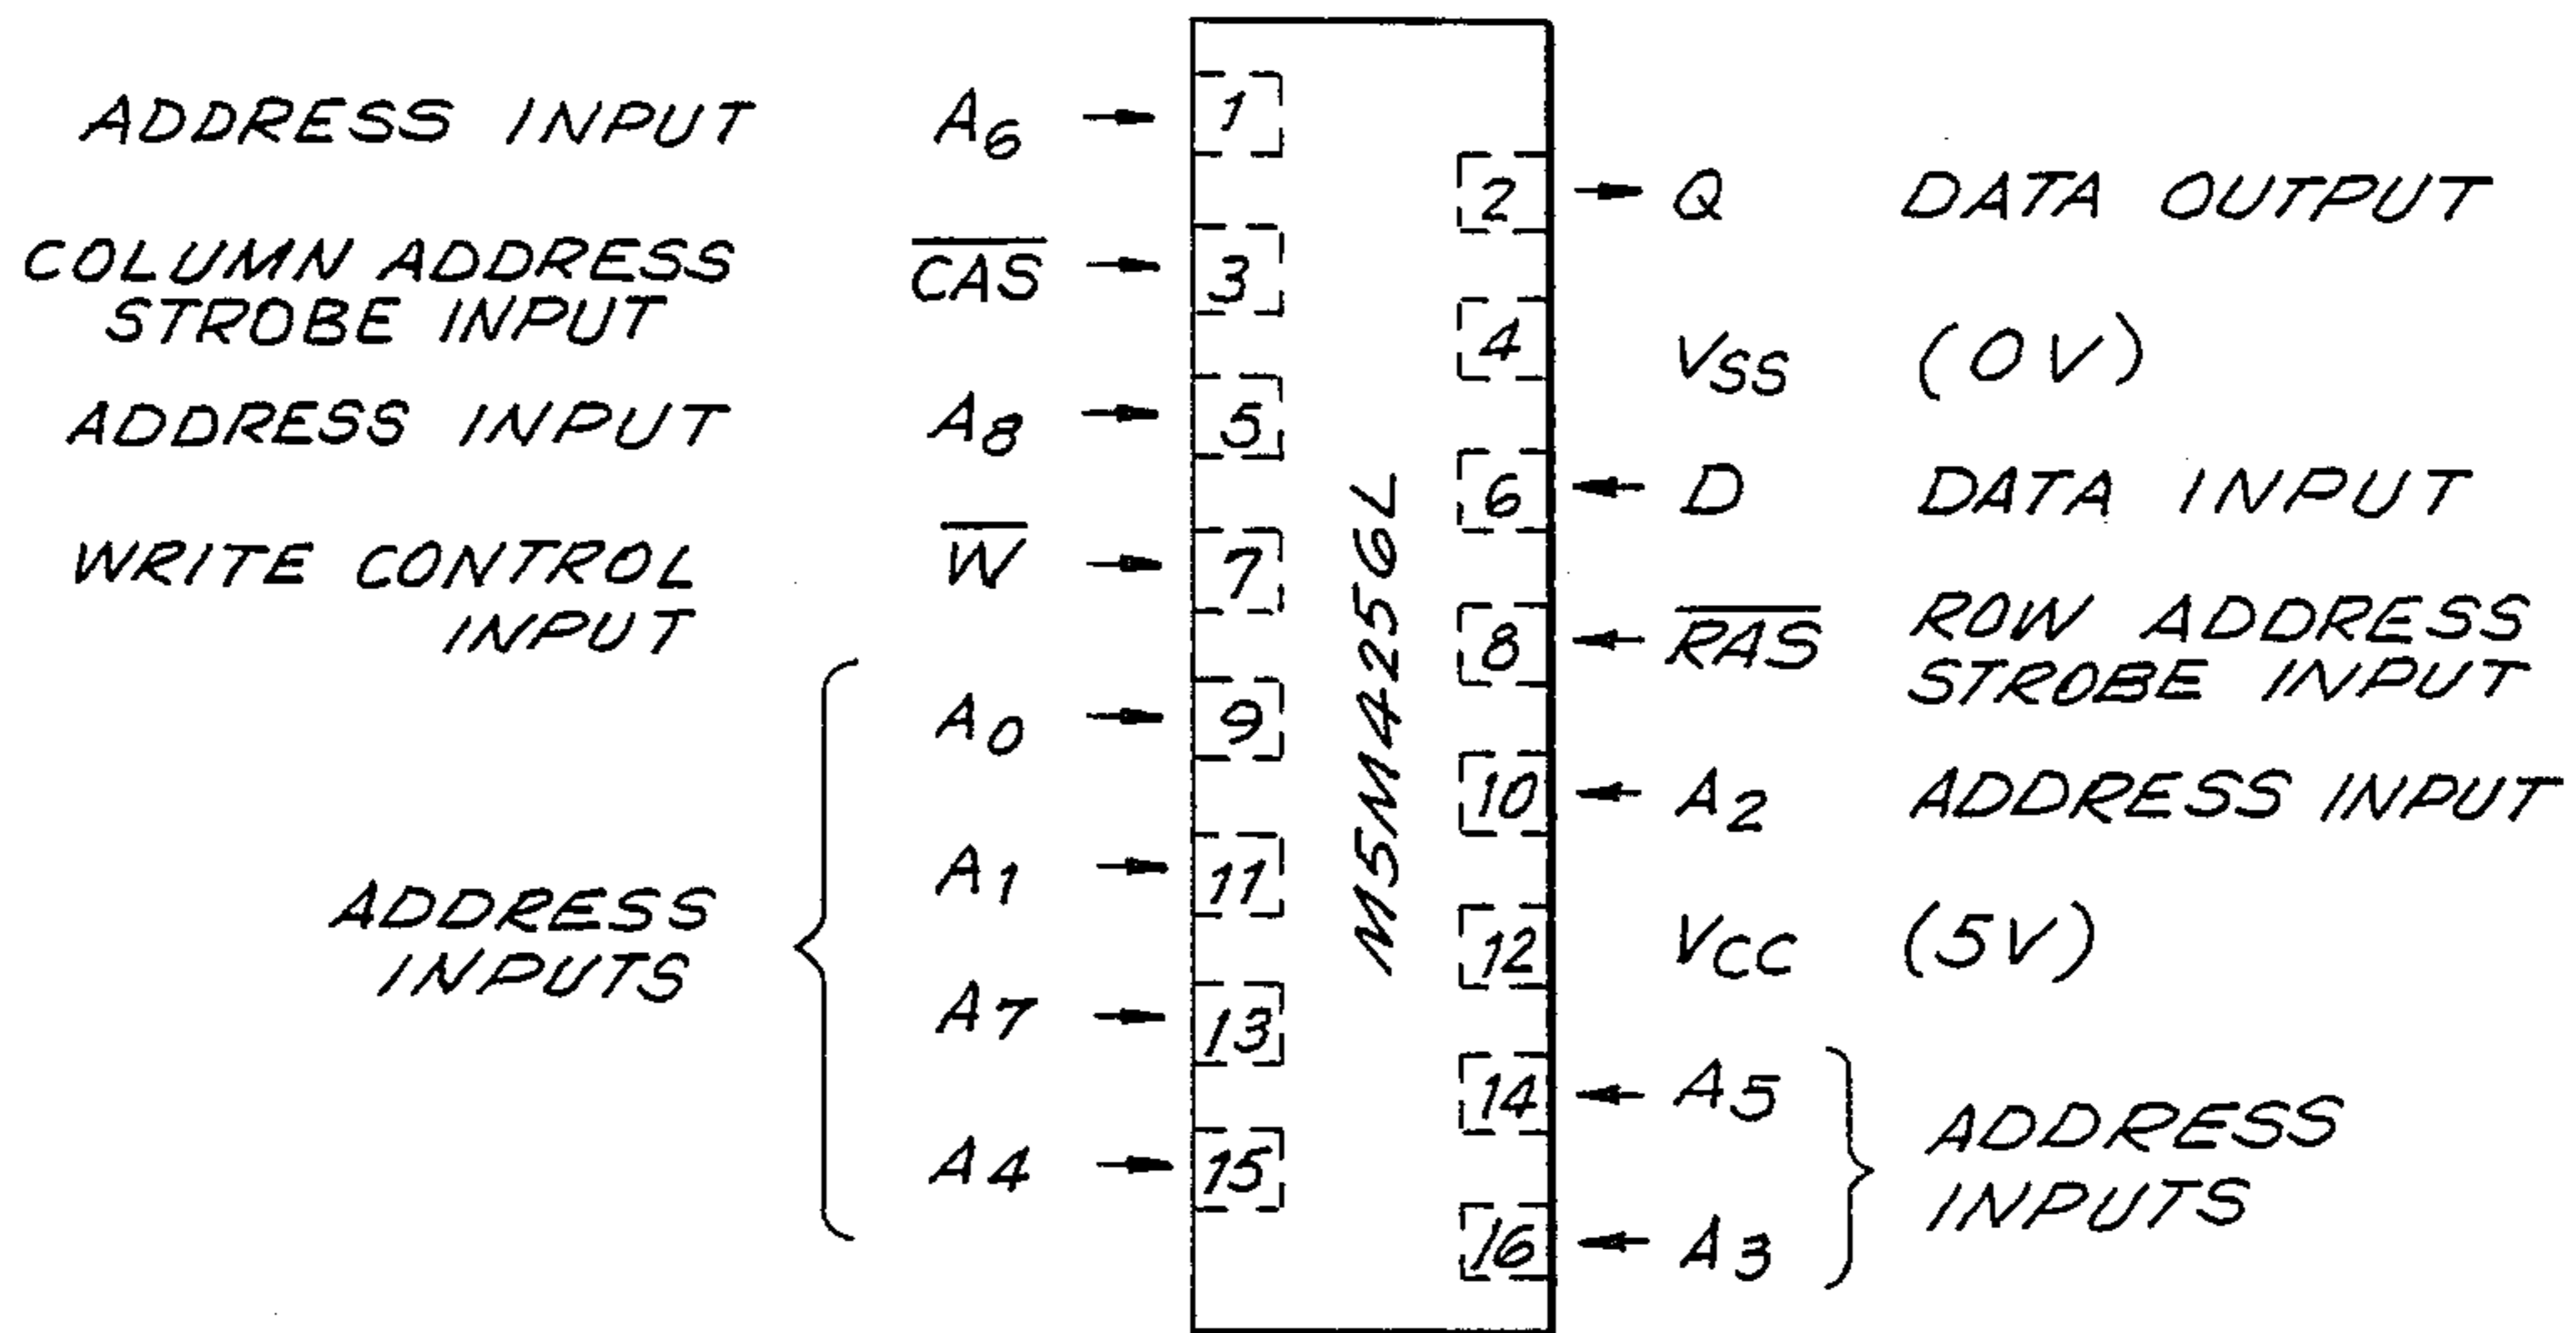 ADDRESS INPUT A₆ → 1
2 → Q DATA OUTPUT
COLUMN ADDRESS
STROBE INPUT C̅A̅S̅ → 3
4 VSS (0V)
ADDRESS INPUT A₈ → 5
6 ← D DATA INPUT
WRITE CONTROL
INPUT W̅ → 7
8 ← R̅A̅S̅ ROW ADDRESS
STROBE INPUT
A₀ → 9
10 ← A₂ ADDRESS INPUT
A₁ → 11
12 VCC (5V)
ADDRESS
INPUTS
A₇ → 13
14 ← A₅
A₄ → 15
16 ← A₃
ADDRESS
INPUTS
M5M4256L